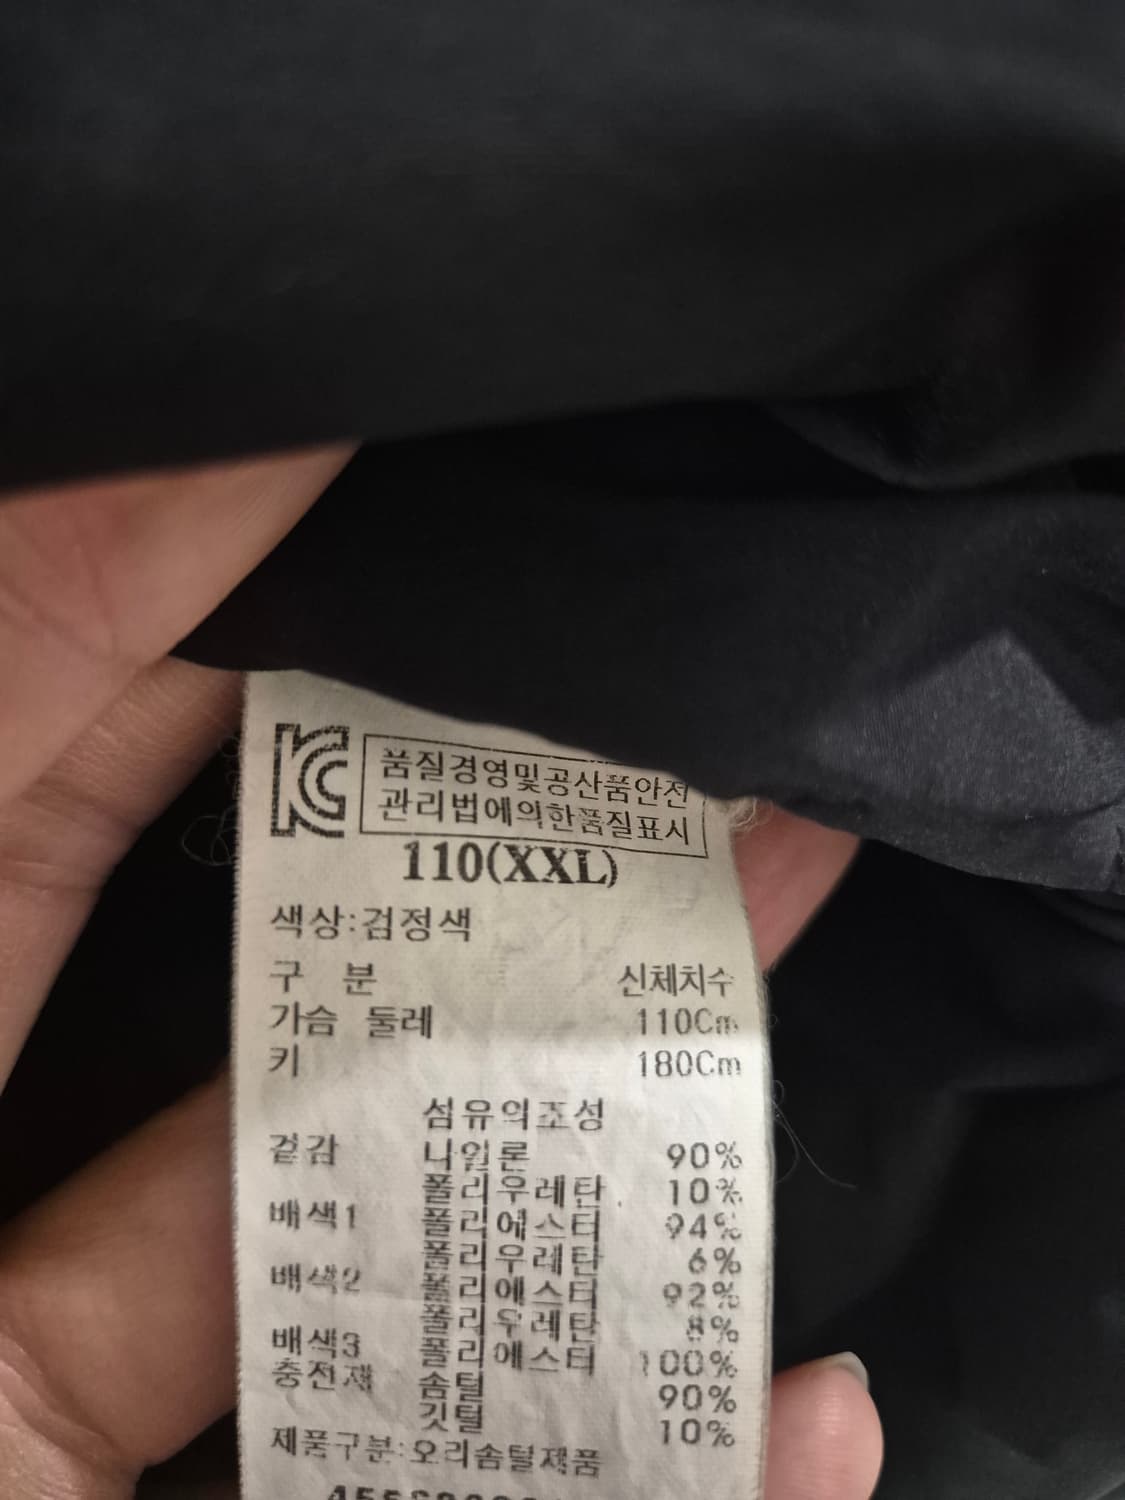 KC
품질경영및공산품안전
관리법에의한품질표시
110(XXL)
색상:검정색
구 분 신체치수
가슴 둘레 110Cm
키 180Cm
섬유의조성
겉감 나일론 90%
폴리우레탄 10%
배색1 폴리에스터 94%
폴리우레탄 6%
배색2 폴리에스터 92%
폴리우레탄 8%
배색3 폴리에스터 100%
충전재 솜털 90%
깃털 10%
제품구분:오리솜털제품